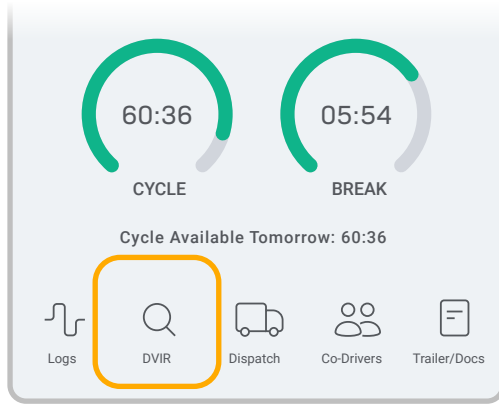 60:36 05:54
CYCLE BREAK
Cycle Available Tomorrow: 60:36
Logs DVIR Dispatch Co-Drivers Trailer/Docs